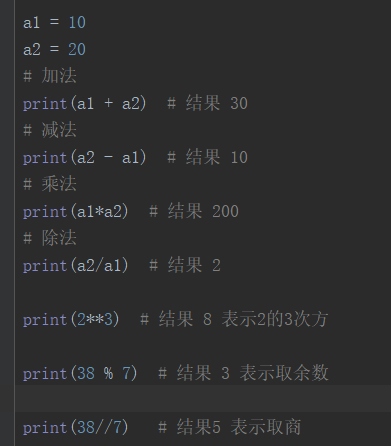 a1 = 10
a2 = 20
# 加法
print(a1 + a2)  # 结果 30
# 减法
print(a2 - a1)  # 结果 10
# 乘法
print(a1*a2)  # 结果 200
# 除法
print(a2/a1)  # 结果 2
print(2**3)  # 结果 8 表示2的3次方
print(38 % 7)  # 结果 3 表示取余数
print(38//7)   # 结果5 表示取商